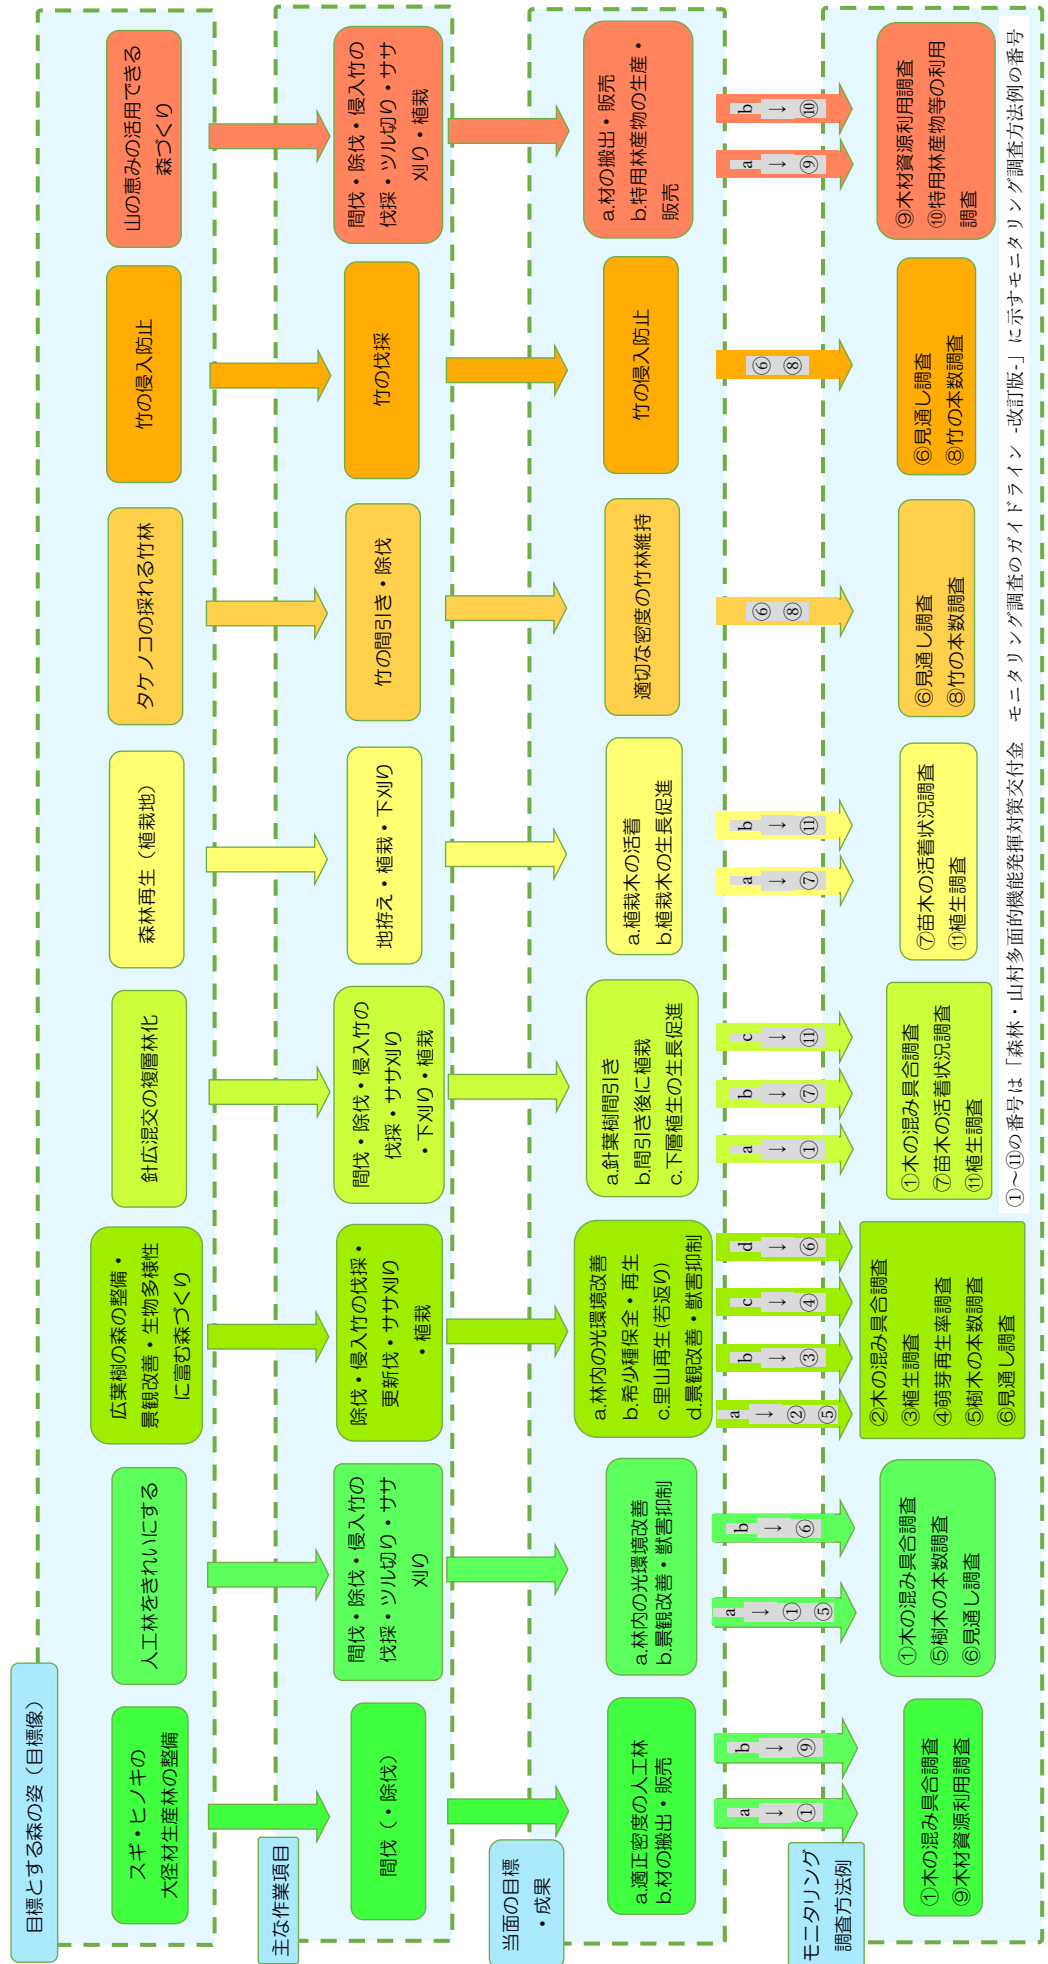 目標とする森の姿（目標像）
スギ・ヒノキの
大径材生産林の整備
人工林をきれいにする
広葉樹の森の整備・
景観改善・生物多様性
に富む森づくり
針広混交の複層林化
森林再生（植栽地）
タケノコの採れる竹林
竹の侵入防止
山の恵みの活用できる
森づくり
主な作業項目
間伐（・除伐）
間伐・除伐・侵入竹の
伐採・ツル切り・ササ
刈り
除伐・侵入竹の伐採・
更新伐・ササ刈り
・植栽
間伐・除伐・侵入竹の
伐採・ササ刈り
・下刈り・植栽
地拵え・植栽・下刈り
竹の間引き・除伐
竹の伐採
間伐・除伐・侵入竹の
伐採・ツル切り・ササ
刈り・植栽
当面の目標
・成果
a.適正密度の人工林
b.材の搬出・販売
a.林内の光環境改善
b.景観改善・獣害抑制
a.林内の光環境改善
b.希少種保全・再生
c.里山再生(若返り)
d.景観改善・獣害抑制
a.針葉樹間引き
b.間引き後に植栽
c.下層植生の生長促進
a.植栽木の活着
b.植栽木の生長促進
適切な密度の竹林維持
竹の侵入防止
a.材の搬出・販売
b.特用林産物の生産・
販売
a
↓
①
b
↓
⑨
a
↓
①
⑤
b
↓
⑥
a
↓
②
⑤
b
↓
③
c
↓
④
d
↓
⑥
a
↓
①
b
↓
⑦
c
↓
⑪
a
↓
⑦
b
↓
⑪
⑥
⑧
⑥
⑧
a
↓
⑨
b
↓
⑩
モニタリング
調査方法例
①木の混み具合調査
⑨木材資源利用調査
①木の混み具合調査
⑤樹木の本数調査
⑥見通し調査
②木の混み具合調査
③植生調査
④萌芽再生率調査
⑤樹木の本数調査
⑥見通し調査
①木の混み具合調査
⑦苗木の活着状況調査
⑪植生調査
⑦苗木の活着状況調査
⑪植生調査
⑥見通し調査
⑧竹の本数調査
⑥見通し調査
⑧竹の本数調査
⑨木材資源利用調査
⑩特用林産物等の利用
調査
①～⑪の番号は「森林・山村多面的機能発揮対策交付金　モニタリング調査のガイドライン -改訂版-」に示すモニタリング調査方法例の番号